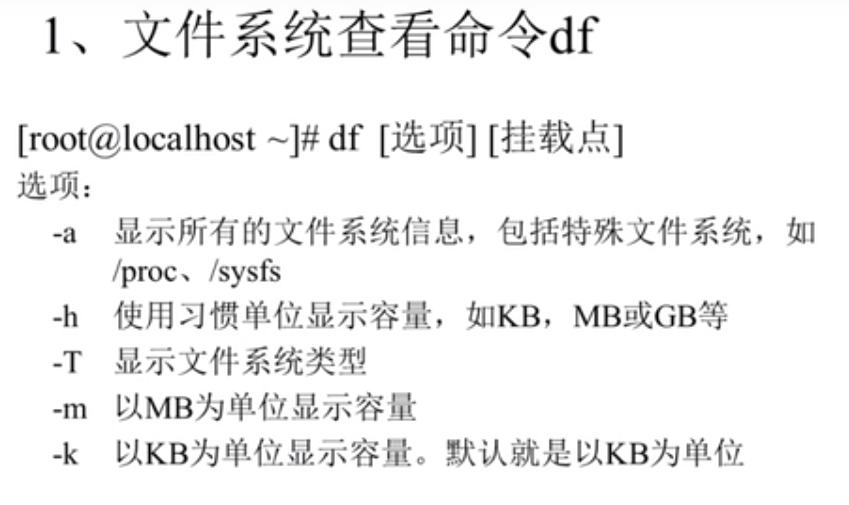 1、文件系统查看命令df
[root@localhost ~]# df [选项] [挂载点]
选项：
-a 显示所有的文件系统信息，包括特殊文件系统，如
/proc、/sysfs
-h 使用习惯单位显示容量，如KB，MB或GB等
-T 显示文件系统类型
-m 以MB为单位显示容量
-k 以KB为单位显示容量。默认就是以KB为单位